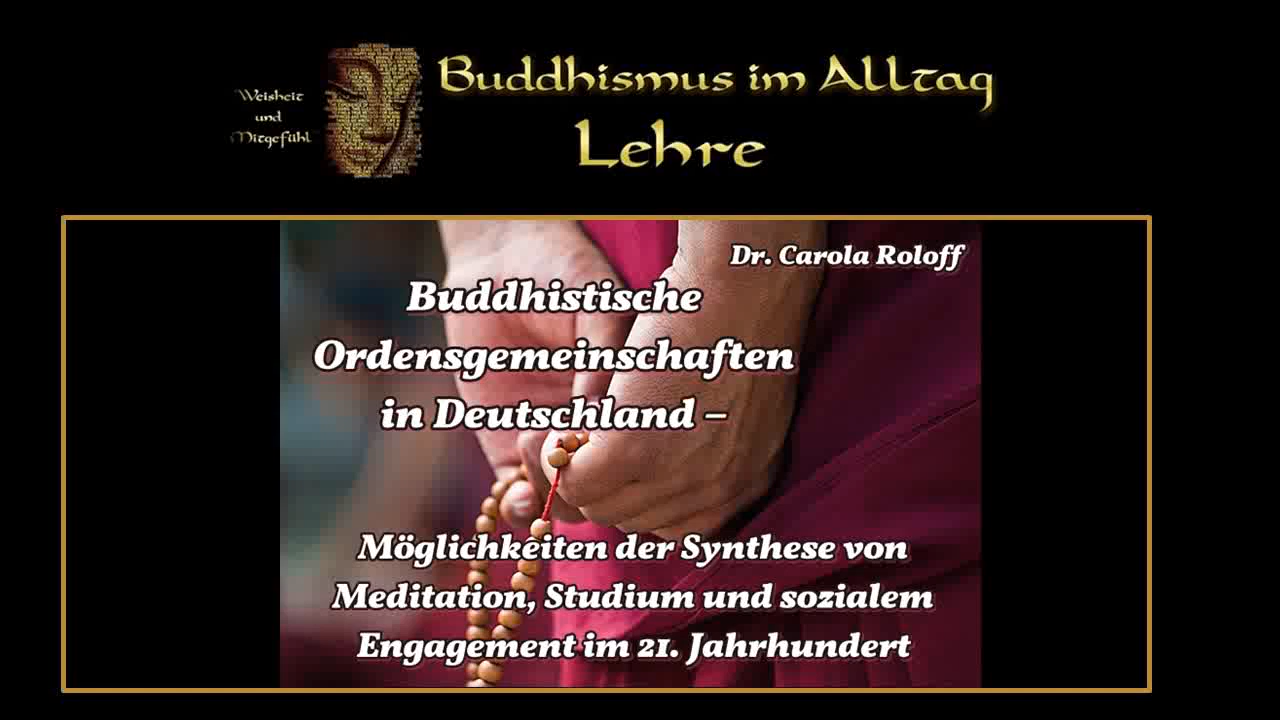 Weisheit
und
Mitgefühl
Buddhismus im Alltag
Lehre
Dr. Carola Roloff
Buddhistische
Ordensgemeinschaften
in Deutschland –
Möglichkeiten der Synthese von
Meditation, Studium und sozialem
Engagement im 21. Jahrhundert